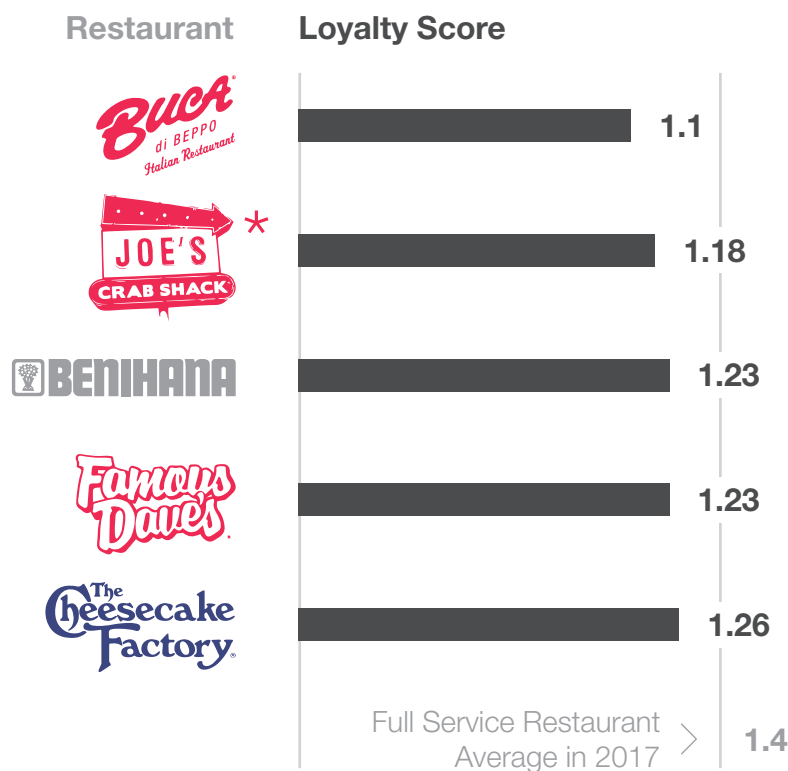 Restaurant Loyalty Score
BUCA
di BEPPO
Italian Restaurant
1.1
JOE'S *
CRAB SHACK
1.18
BENIHANA
1.23
Famous
Dave's
1.23
The
Cheesecake
Factory
1.26
Full Service Restaurant
Average in 2017
1.4